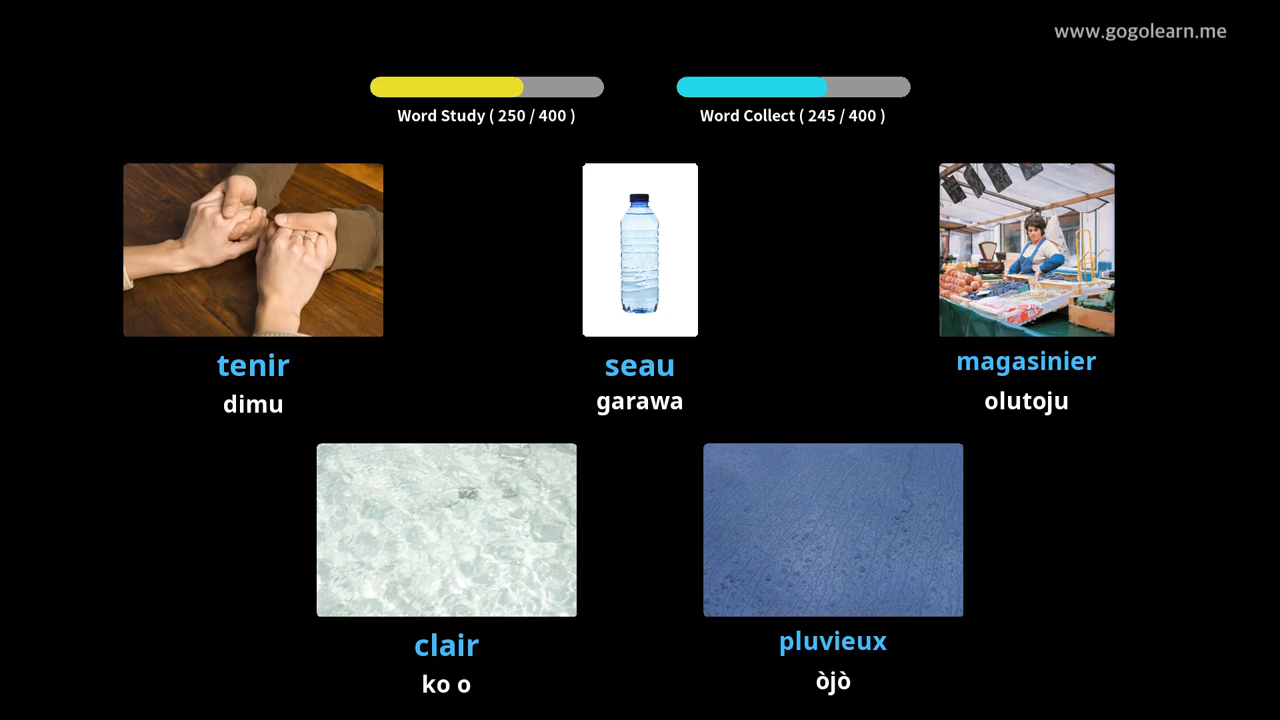 www.gogolearn.me
Word Study ( 250 / 400 )
Word Collect ( 245 / 400 )
tenir
dimu
seau
garawa
magasinier
olutoju
clair
ko o
pluvieux
òjò